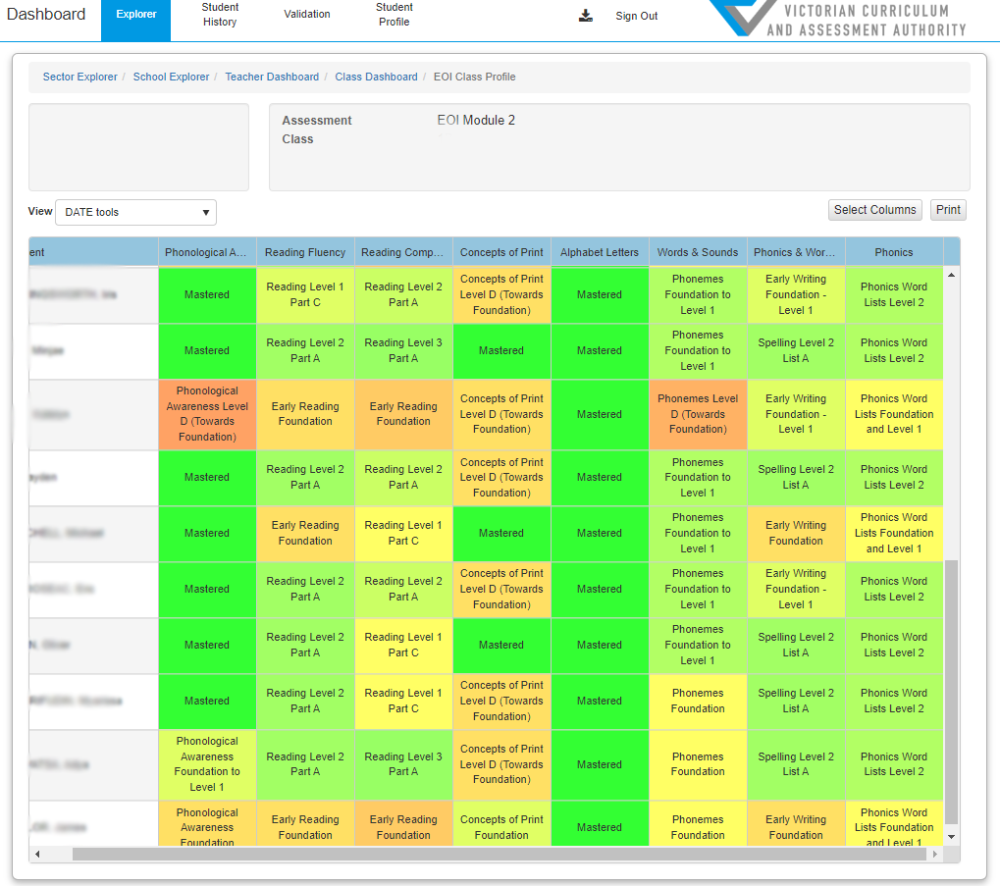 Dashboard
Explorer
Student
History
Validation
Student
Profile
Sign Out
VICTORIAN CURRICULUM
AND ASSESSMENT AUTHORITY
Sector Explorer / School Explorer / Teacher Dashboard / Class Dashboard / EOI Class Profile
Assessment EOI Module 2
Class
View DATE tools
Select Columns
Print
ent
Phonological A...
Reading Fluency
Reading Comp...
Concepts of Print
Alphabet Letters
Words & Sounds
Phonics & Wor...
Phonics
Mastered
Reading Level 1
Part C
Reading Level 2
Part A
Concepts of Print
Level D (Towards
Foundation)
Mastered
Phonemes
Foundation to
Level 1
Early Writing
Foundation -
Level 1
Phonics Word
Lists Level 2
Mastered
Reading Level 2
Part A
Reading Level 3
Part A
Mastered
Mastered
Phonemes
Foundation to
Level 1
Spelling Level 2
List A
Phonics Word
Lists Level 2
Phonological
Awareness Level
D (Towards
Foundation)
Early Reading
Foundation
Early Reading
Foundation
Concepts of Print
Level D (Towards
Foundation)
Mastered
Phonemes Level
D (Towards
Foundation)
Early Writing
Foundation -
Level 1
Phonics Word
Lists Foundation
and Level 1
Mastered
Reading Level 2
Part A
Reading Level 2
Part A
Concepts of Print
Level D (Towards
Foundation)
Mastered
Phonemes
Foundation to
Level 1
Spelling Level 2
List A
Phonics Word
Lists Level 2
Mastered
Early Reading
Foundation
Reading Level 1
Part C
Mastered
Mastered
Phonemes
Foundation to
Level 1
Early Writing
Foundation
Phonics Word
Lists Foundation
and Level 1
Mastered
Reading Level 2
Part A
Reading Level 2
Part A
Concepts of Print
Level D (Towards
Foundation)
Mastered
Phonemes
Foundation to
Level 1
Early Writing
Foundation -
Level 1
Phonics Word
Lists Level 2
Mastered
Reading Level 2
Part A
Reading Level 1
Part C
Mastered
Mastered
Phonemes
Foundation to
Level 1
Spelling Level 2
List A
Phonics Word
Lists Level 2
Mastered
Reading Level 2
Part A
Reading Level 1
Part C
Concepts of Print
Level D (Towards
Foundation)
Mastered
Phonemes
Foundation
Spelling Level 2
List A
Phonics Word
Lists Level 2
Phonological
Awareness
Foundation to
Level 1
Reading Level 2
Part A
Reading Level 3
Part A
Concepts of Print
Level D (Towards
Foundation)
Mastered
Phonemes
Foundation
Spelling Level 2
List A
Phonics Word
Lists Level 2
Phonological
Awareness
Foundation
Early Reading
Foundation
Early Reading
Foundation
Concepts of Print
Foundation
Mastered
Phonemes
Foundation
Early Writing
Foundation
Phonics Word
Lists Foundation
and Level 1